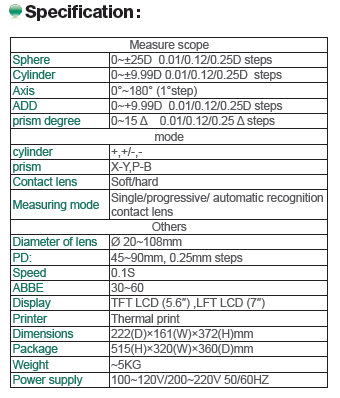 Specification:
Measure scope
Sphere 0~±25D 0.01/0.12/0.25D steps
Cylinder 0~±9.99D 0.01/0.12/0.25D steps
Axis 0°~180° (1°step)
ADD 0~+9.99D 0.01/0.12/0.25D steps
prism degree 0~15 Δ 0.01/0.12/0.25 Δ steps
mode
cylinder +,+/-,-
prism X-Y,P-B
Contact lens Soft/hard
Measuring mode Single/progressive/ automatic recognition
contact lens
Others
Diameter of lens Ø 20~108mm
PD: 45~90mm, 0.25mm steps
Speed 0.1S
ABBE 30~60
Display TFT LCD (5.6″) ,LFT LCD (7″)
Printer Thermal print
Dimensions 222(D)×161(W)×372(H)mm
Package 515(H)×320(W)×360(D)mm
Weight ~5KG
Power supply 100~120V/200~220V 50/60HZ